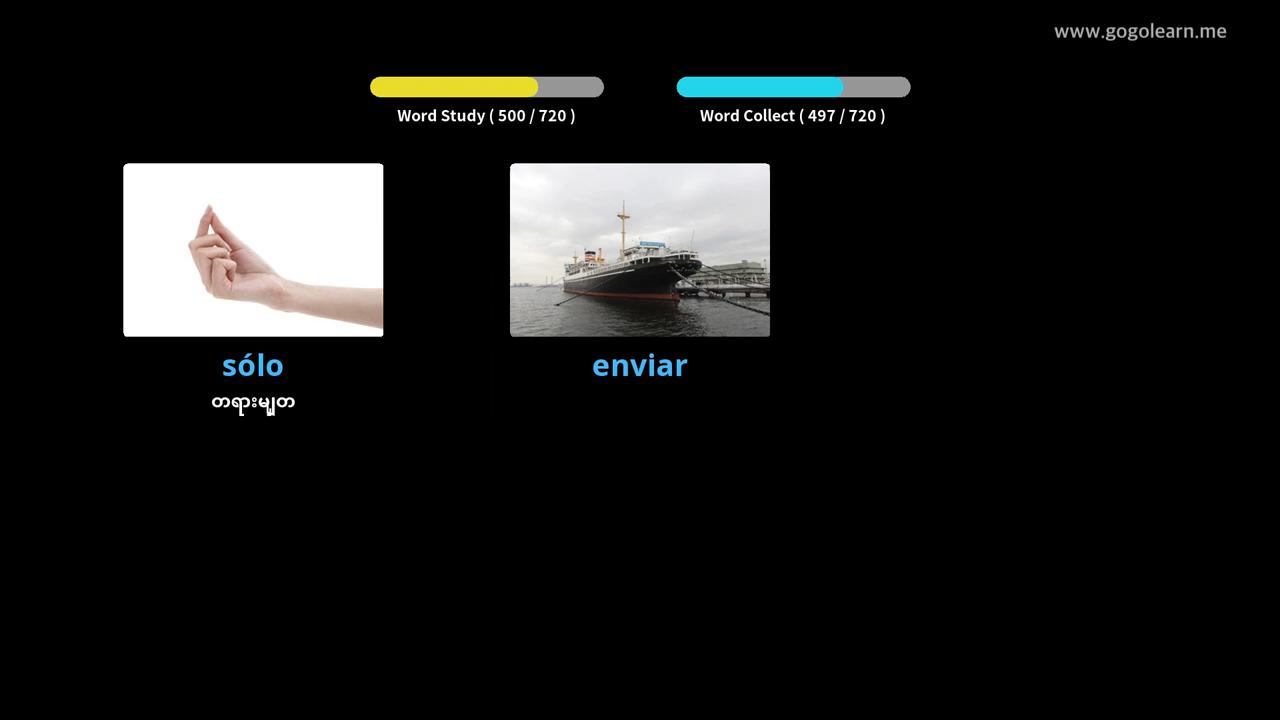 www.gogolearn.me
Word Study ( 500 / 720 )
Word Collect ( 497 / 720 )
sólo
တရားမျှတ
enviar